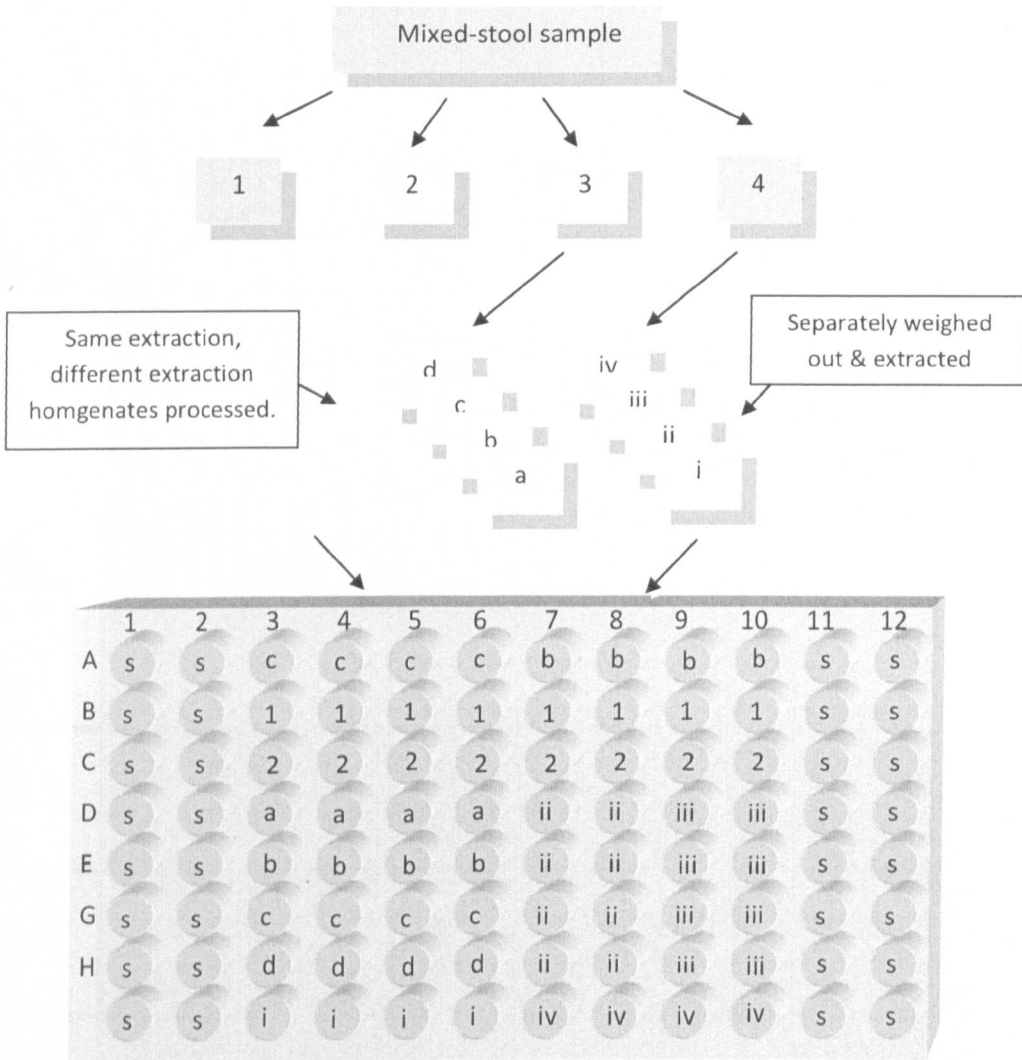 Mixed-stool sample
1 2 3 4
Same extraction,
different extraction
homgenates processed.
Separately weighed
out & extracted
d iv
c iii
b ii
a i
1 2 3 4 5 6 7 8 9 10 11 12
A s s c c c c b b b b s s
B s s 1 1 1 1 1 1 1 1 s s
C s s 2 2 2 2 2 2 2 2 s s
D s s a a a a ii ii iii iii s s
E s s b b b b ii ii iii iii s s
G s s c c c c ii ii iii iii s s
H s s d d d d ii ii iii iii s s
s s i i i i iv iv iv iv s s